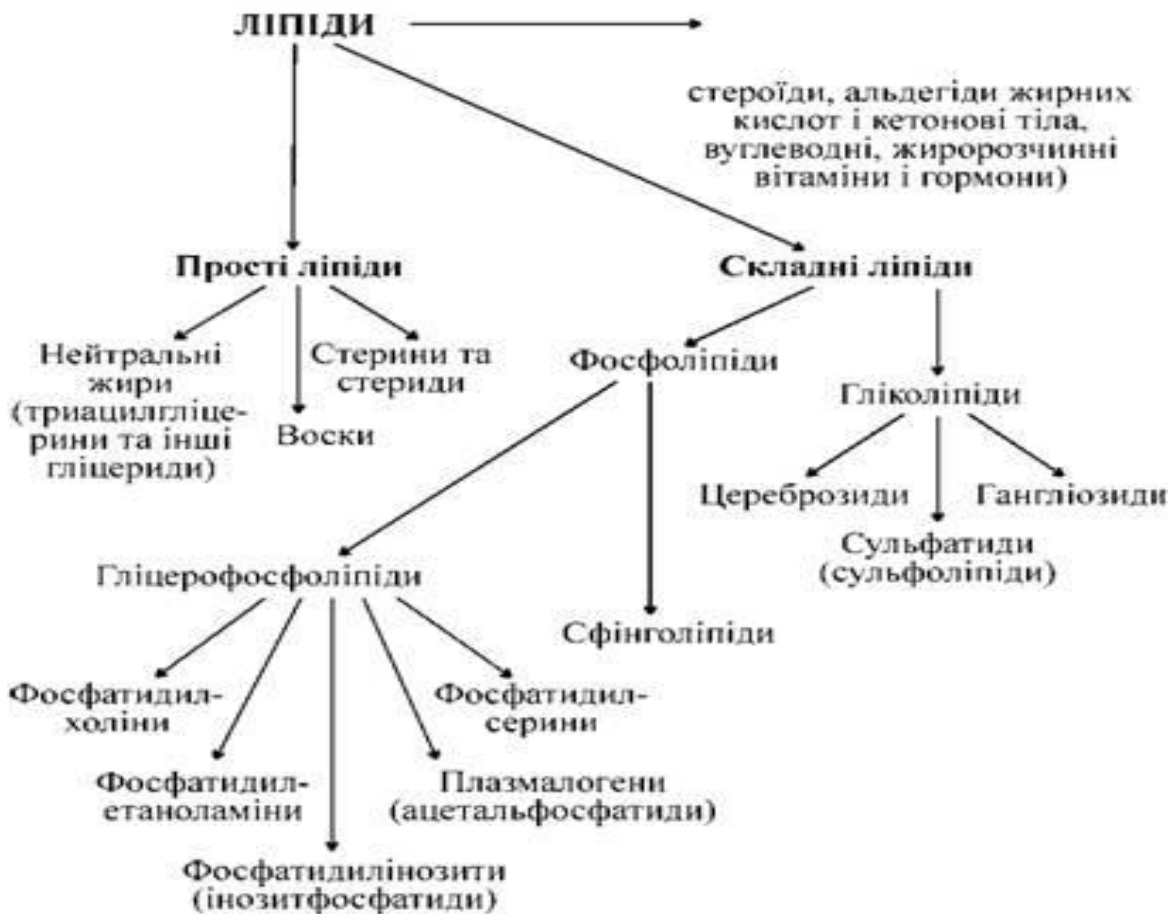 ЛІПІДИ
стероїди, альдегіди жирних
кислот і кетонові тіла,
вуглеводні, жиророзчинні
вітаміни і гормони)
Прості ліпіди
Складні ліпіди
Нейтральні
жири
(триацилгліце-
рини та інші
гліцериди)
Стерини та
стериди
Воски
Фосфоліпіди
Гліколіпіди
Цереброзиди
Гангліозиди
Сульфатиди
(сульфоліпіди)
Гліцерофосфоліпіди
Сфінголіпіди
Фосфатидил-
холіни
Фосфатидил-
серини
Фосфатидил-
етаноламіни
Плазмалогени
(ацетальфосфатиди)
Фосфатидилінозити
(інозитфосфатиди)